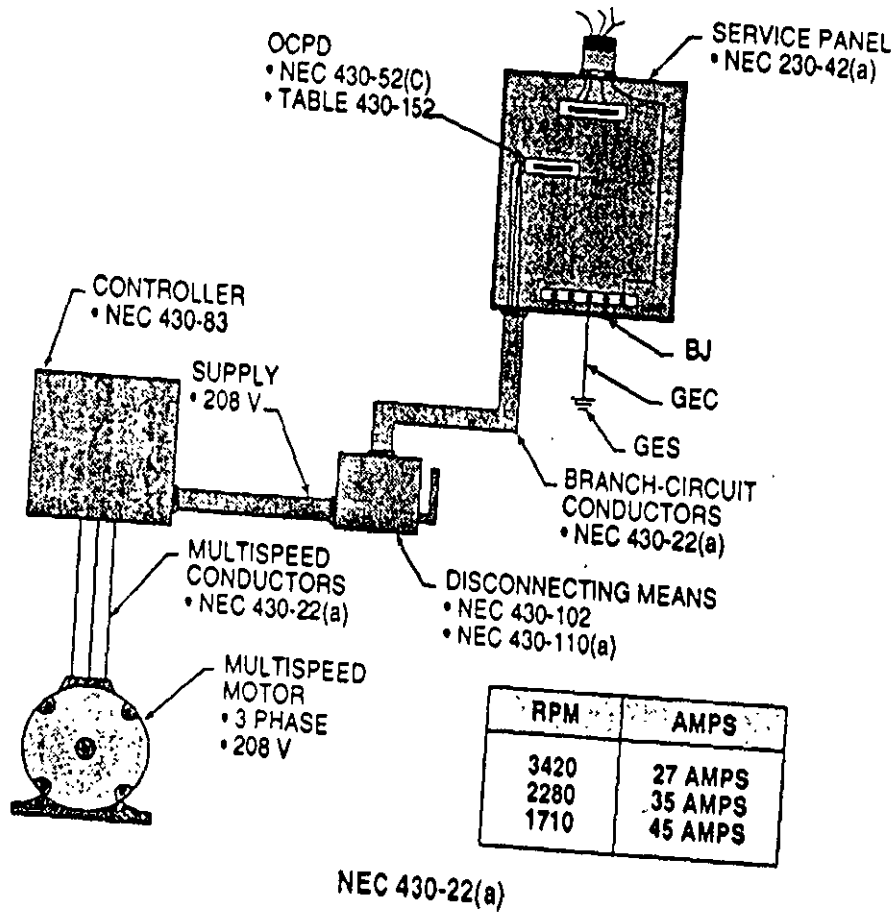 OCPD
• NEC 430-52(C)
• TABLE 430-152
SERVICE PANEL
• NEC 230-42(a)
CONTROLLER
• NEC 430-83
SUPPLY
• 208 V
BJ
GEC
GES
BRANCH-CIRCUIT
CONDUCTORS
• NEC 430-22(a)
MULTISPEED
CONDUCTORS
• NEC 430-22(a)
DISCONNECTING MEANS
• NEC 430-102
• NEC 430-110(a)
MULTISPEED
MOTOR
• 3 PHASE
• 208 V
RPM AMPS
3420 27 AMPS
2280 35 AMPS
1710 45 AMPS
NEC 430-22(a)